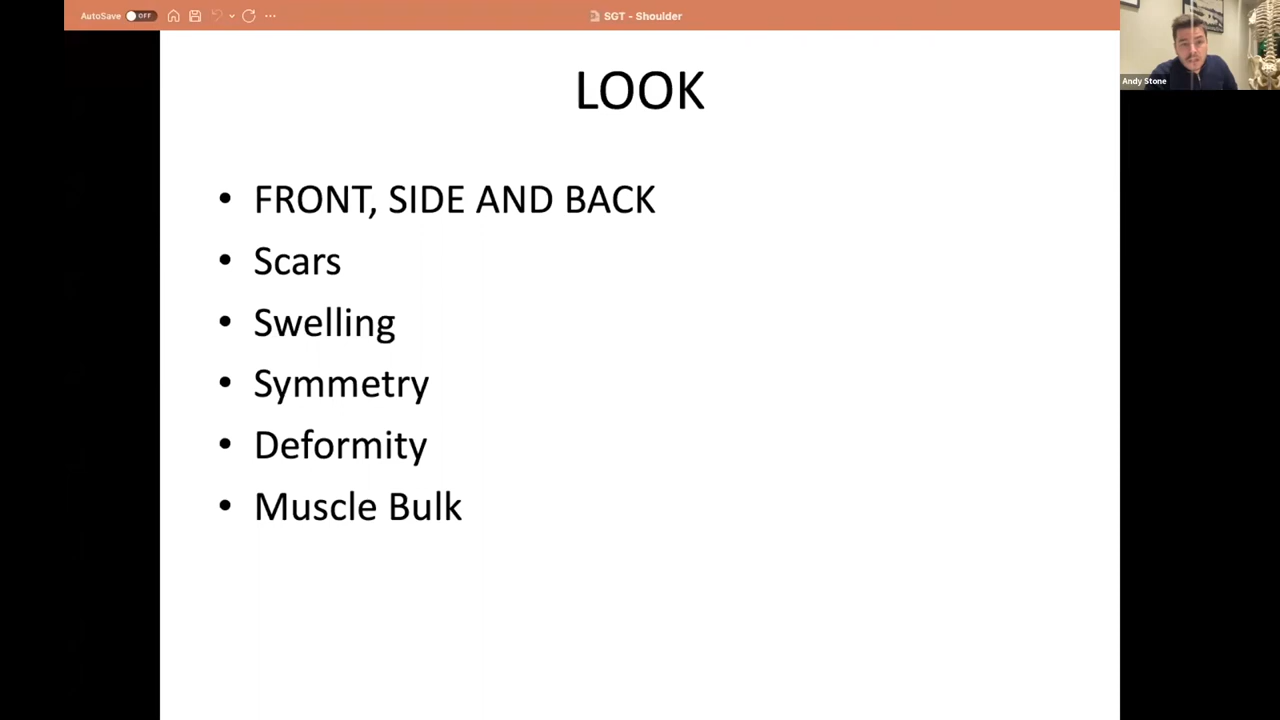 AutoSave OFF
SGT - Shoulder
Andy Stone
LOOK
• FRONT, SIDE AND BACK
• Scars
• Swelling
• Symmetry
• Deformity
• Muscle Bulk